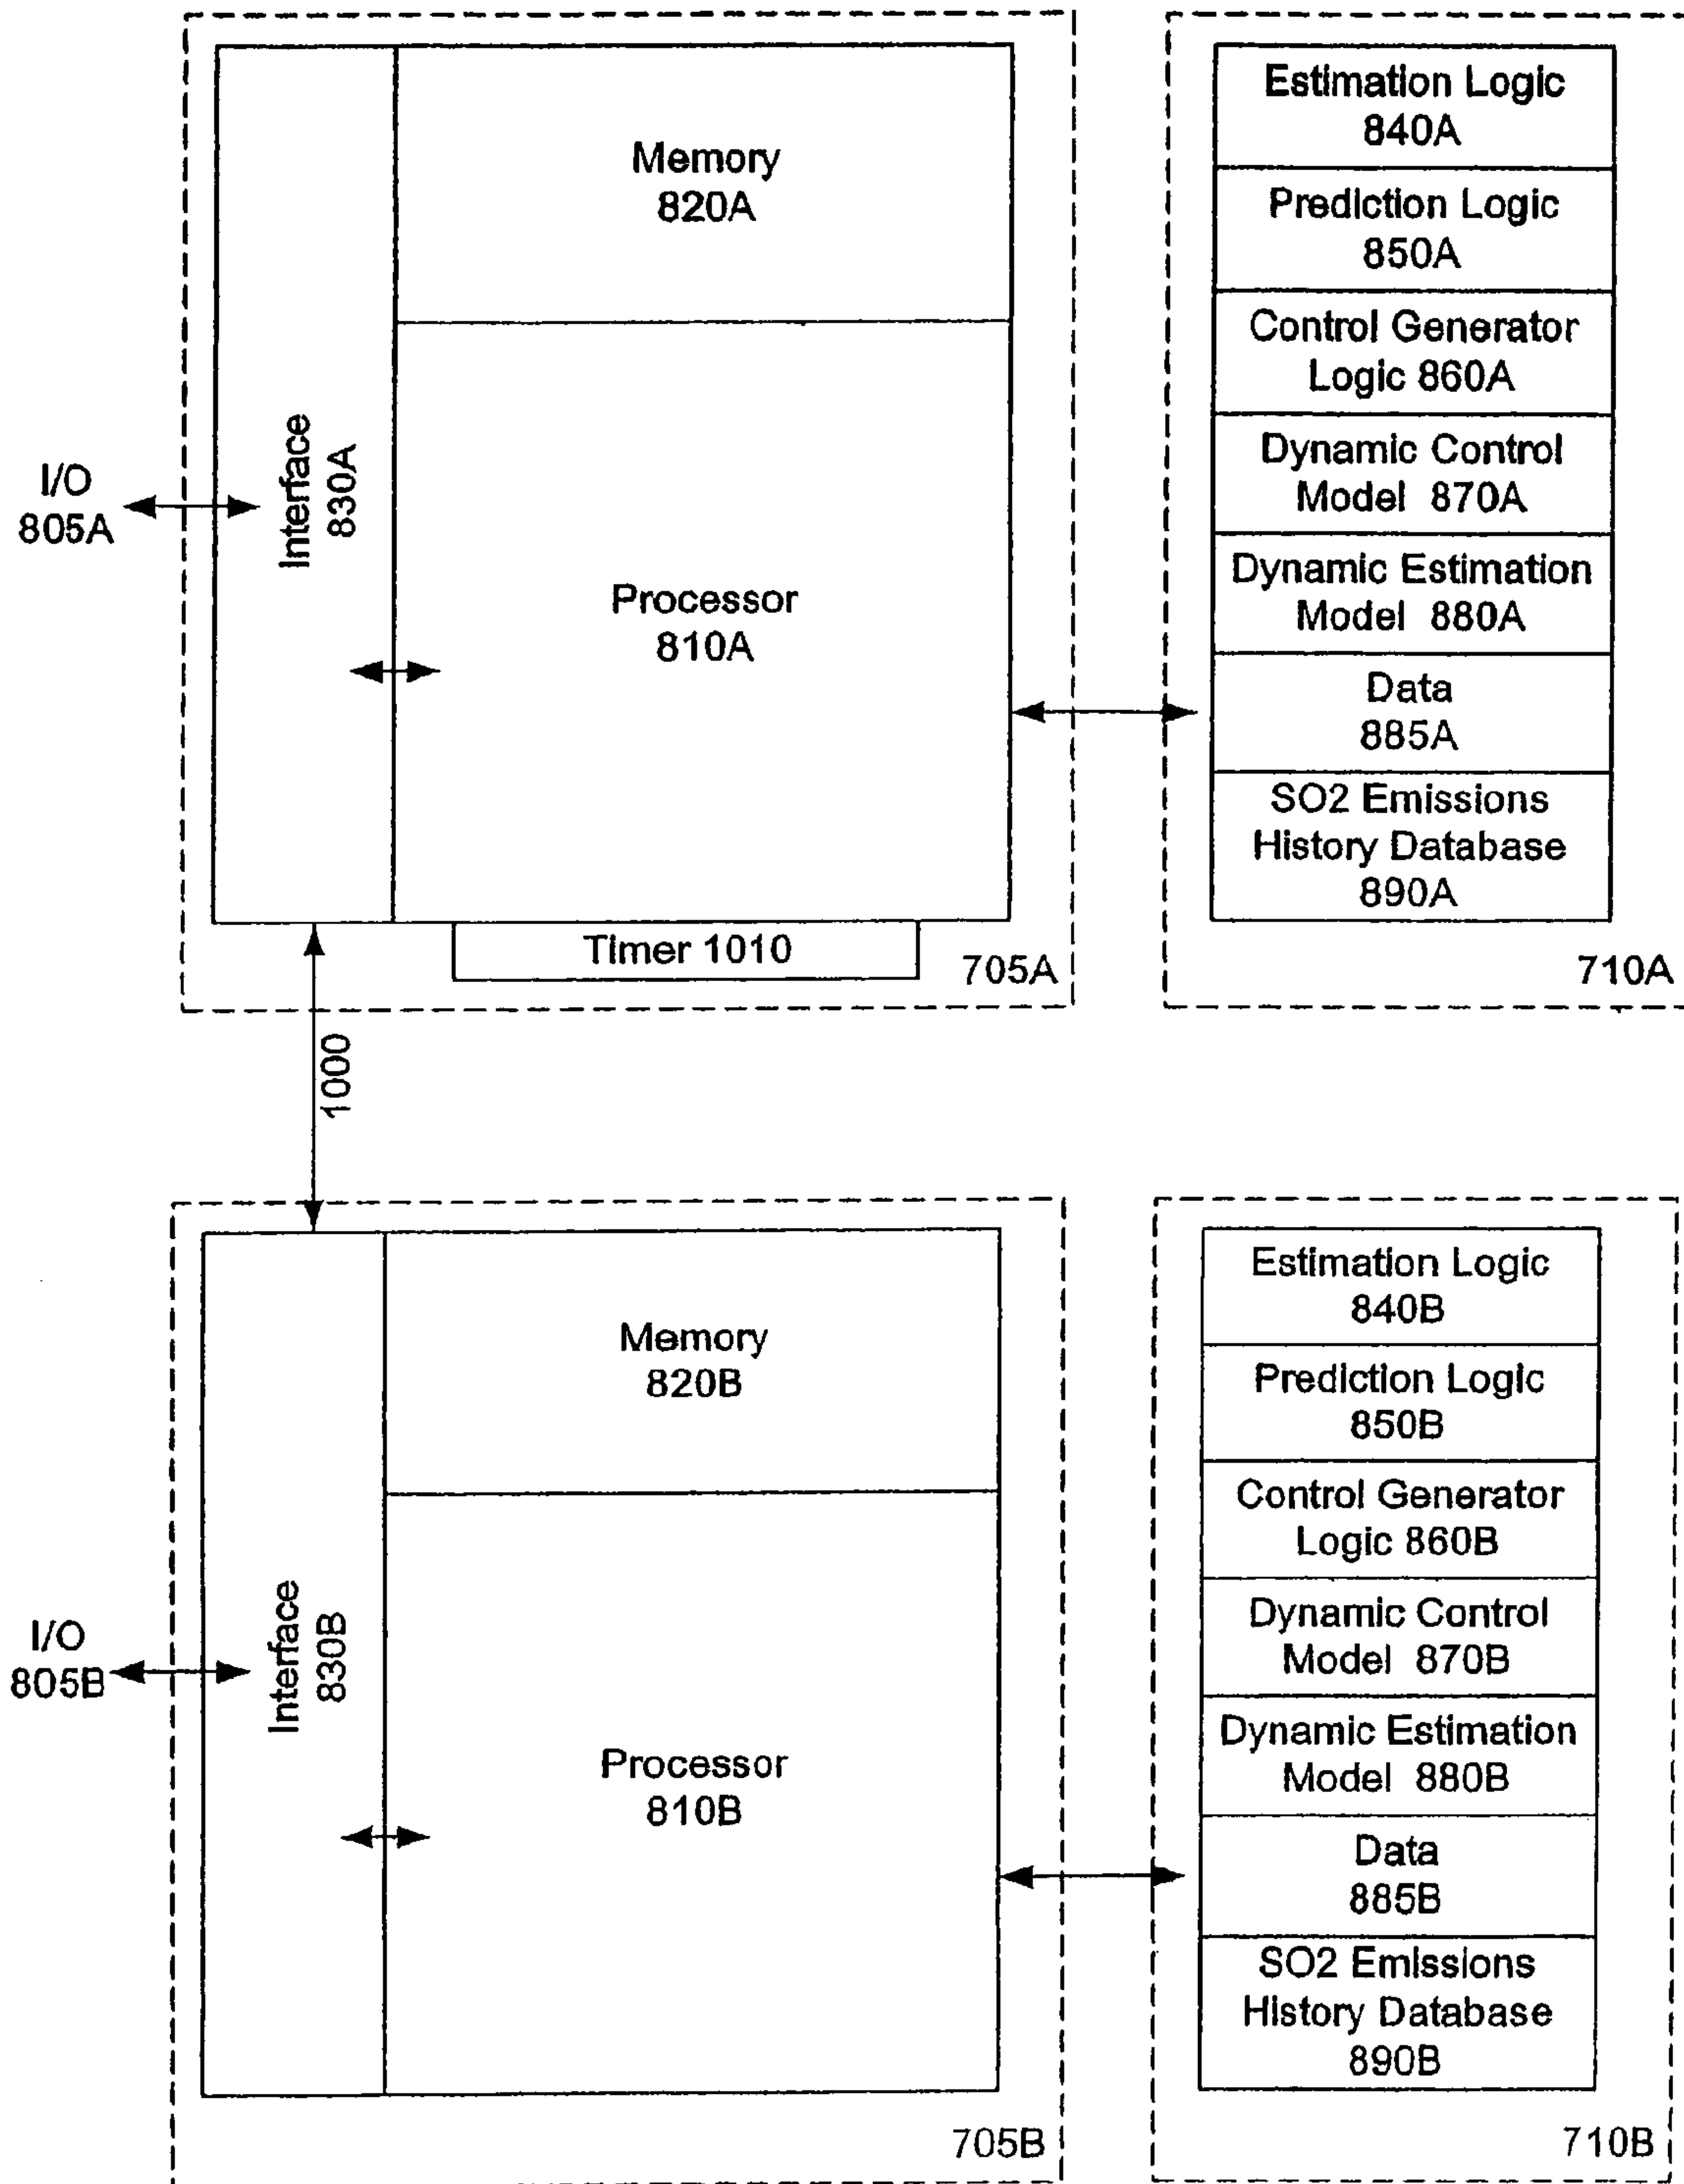 Memory
820A
Interface
830A
I/O
805A
Processor
810A
Timer 1010
705A
Estimation Logic
840A
Prediction Logic
850A
Control Generator
Logic 860A
Dynamic Control
Model 870A
Dynamic Estimation
Model 880A
Data
885A
SO2 Emissions
History Database
890A
710A
1000
Memory
820B
Interface
830B
I/O
805B
Processor
810B
705B
Estimation Logic
840B
Prediction Logic
850B
Control Generator
Logic 860B
Dynamic Control
Model 870B
Dynamic Estimation
Model 880B
Data
885B
SO2 Emissions
History Database
890B
710B